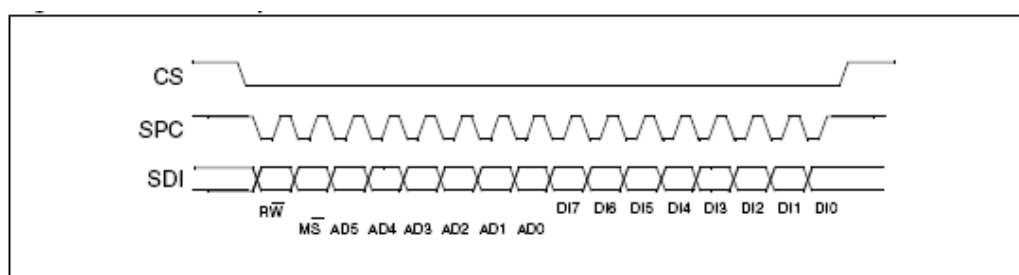 CS
SPC
SDI
RW DI7 DI6 DI5 DI4 DI3 DI2 DI1 DI0
MS AD5 AD4 AD3 AD2 AD1 AD0